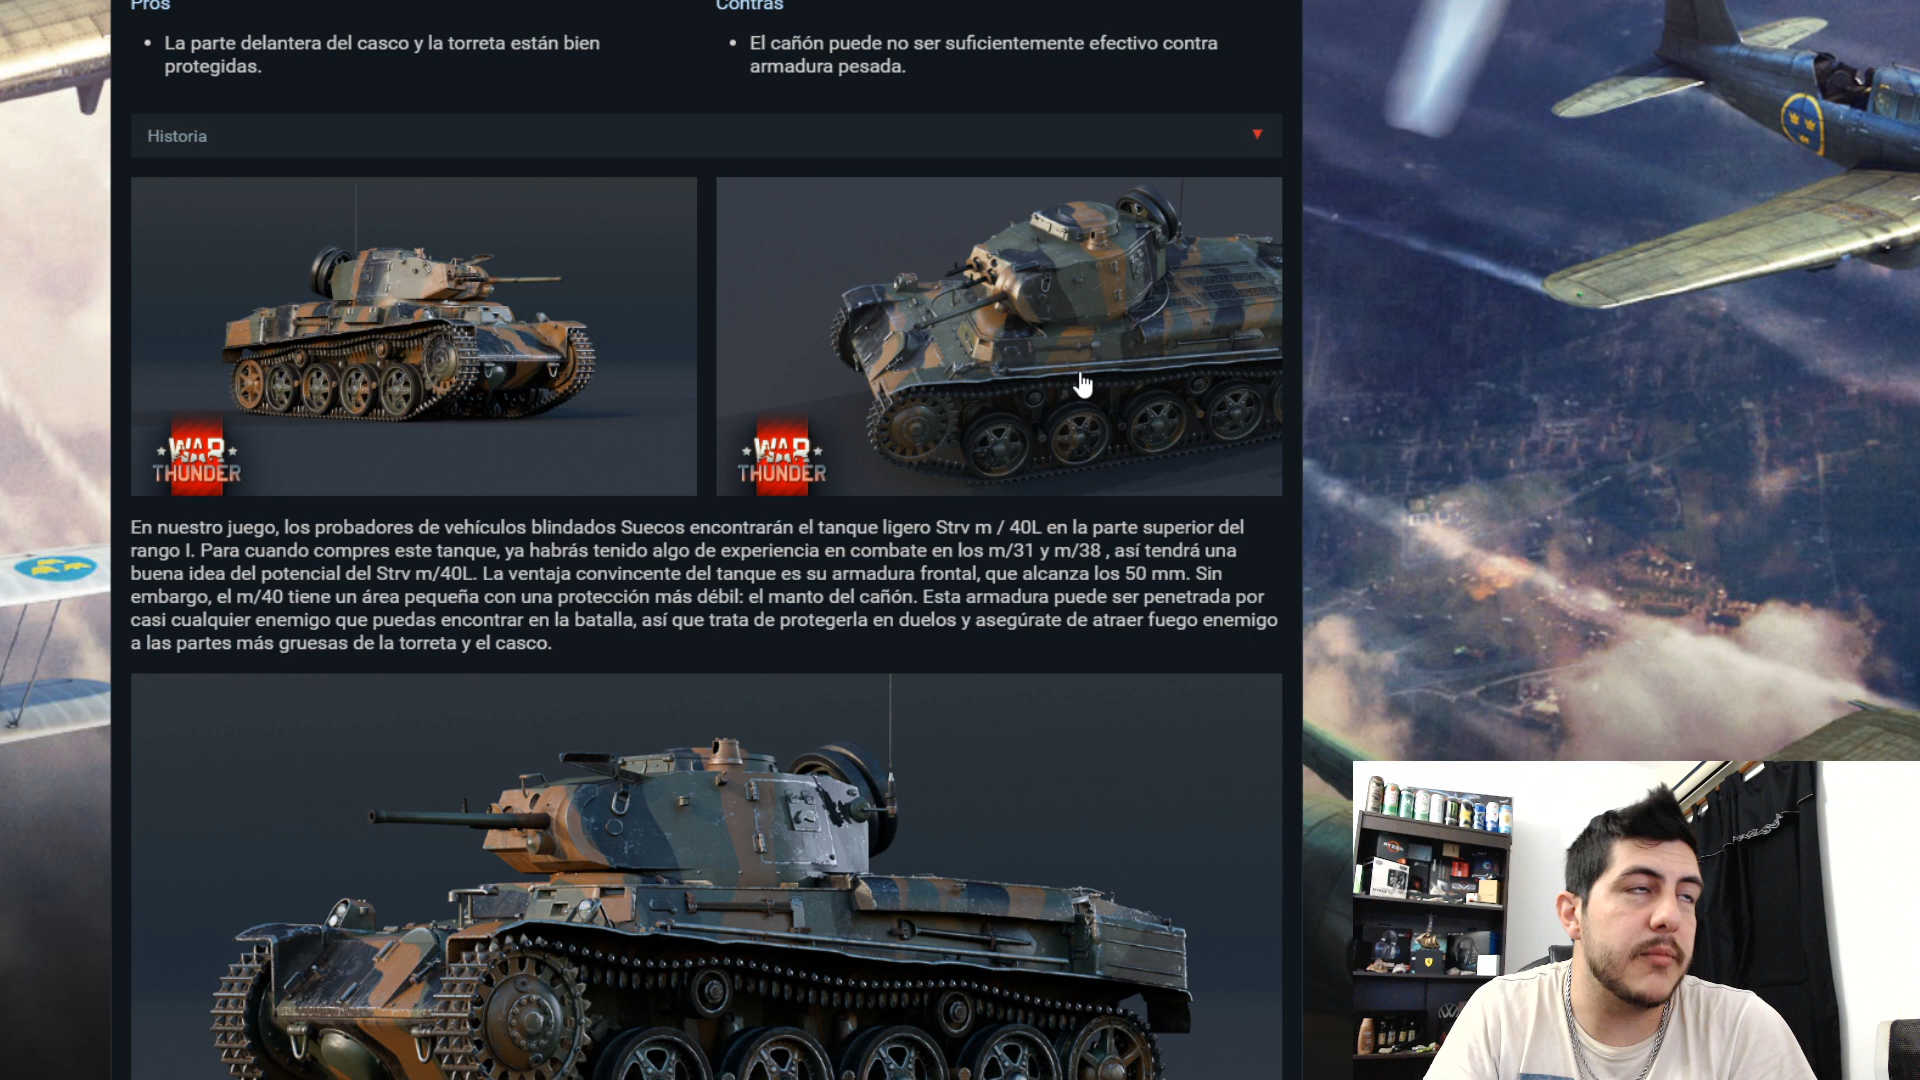 Pros
Contras
• La parte delantera del casco y la torreta están bien
protegidas.
• El cañón puede no ser suficientemente efectivo contra
armadura pesada.
Historia
WAR
THUNDER
WAR
THUNDER
En nuestro juego, los probadores de vehículos blindados Suecos encontrarán el tanque ligero Strv m / 40L en la parte superior del
rango I. Para cuando compres este tanque, ya habrás tenido algo de experiencia en combate en los m/31 y m/38 , así tendrá una
buena idea del potencial del Strv m/40L. La ventaja convincente del tanque es su armadura frontal, que alcanza los 50 mm. Sin
embargo, el m/40 tiene un área pequeña con una protección más débil: el manto del cañón. Esta armadura puede ser penetrada por
casi cualquier enemigo que puedas encontrar en la batalla, así que trata de protegerla en duelos y asegúrate de atraer fuego enemigo
a las partes más gruesas de la torreta y el casco.